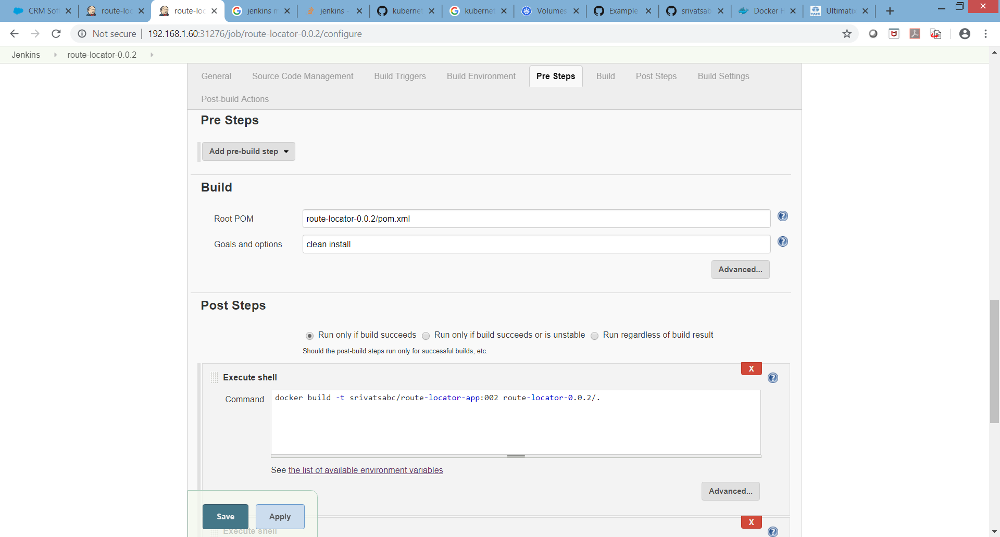 CRM Sof
route-loc
route-loc
jenkins m
jenkins -
kubernet
kubernet
Volumes
Example
srivatsab
Docker H
Ultimatix
Not secure 192.168.1.60:31276/job/route-locator-0.0.2/configure
Jenkins route-locator-0.0.2
General Source Code Management Build Triggers Build Environment Pre Steps Build Post Steps Build Settings
Post-build Actions
Pre Steps
Add pre-build step
Build
Root POM route-locator-0.0.2/pom.xml
Goals and options clean install
Advanced...
Post Steps
Run only if build succeeds Run only if build succeeds or is unstable Run regardless of build result
Should the post-build steps run only for successful builds, etc.
X
Execute shell
Command docker build -t srivatsabc/route-locator-app:002 route-locator-0.0.2/.
See the list of available environment variables
Advanced...
Save Apply
X
Execute shell